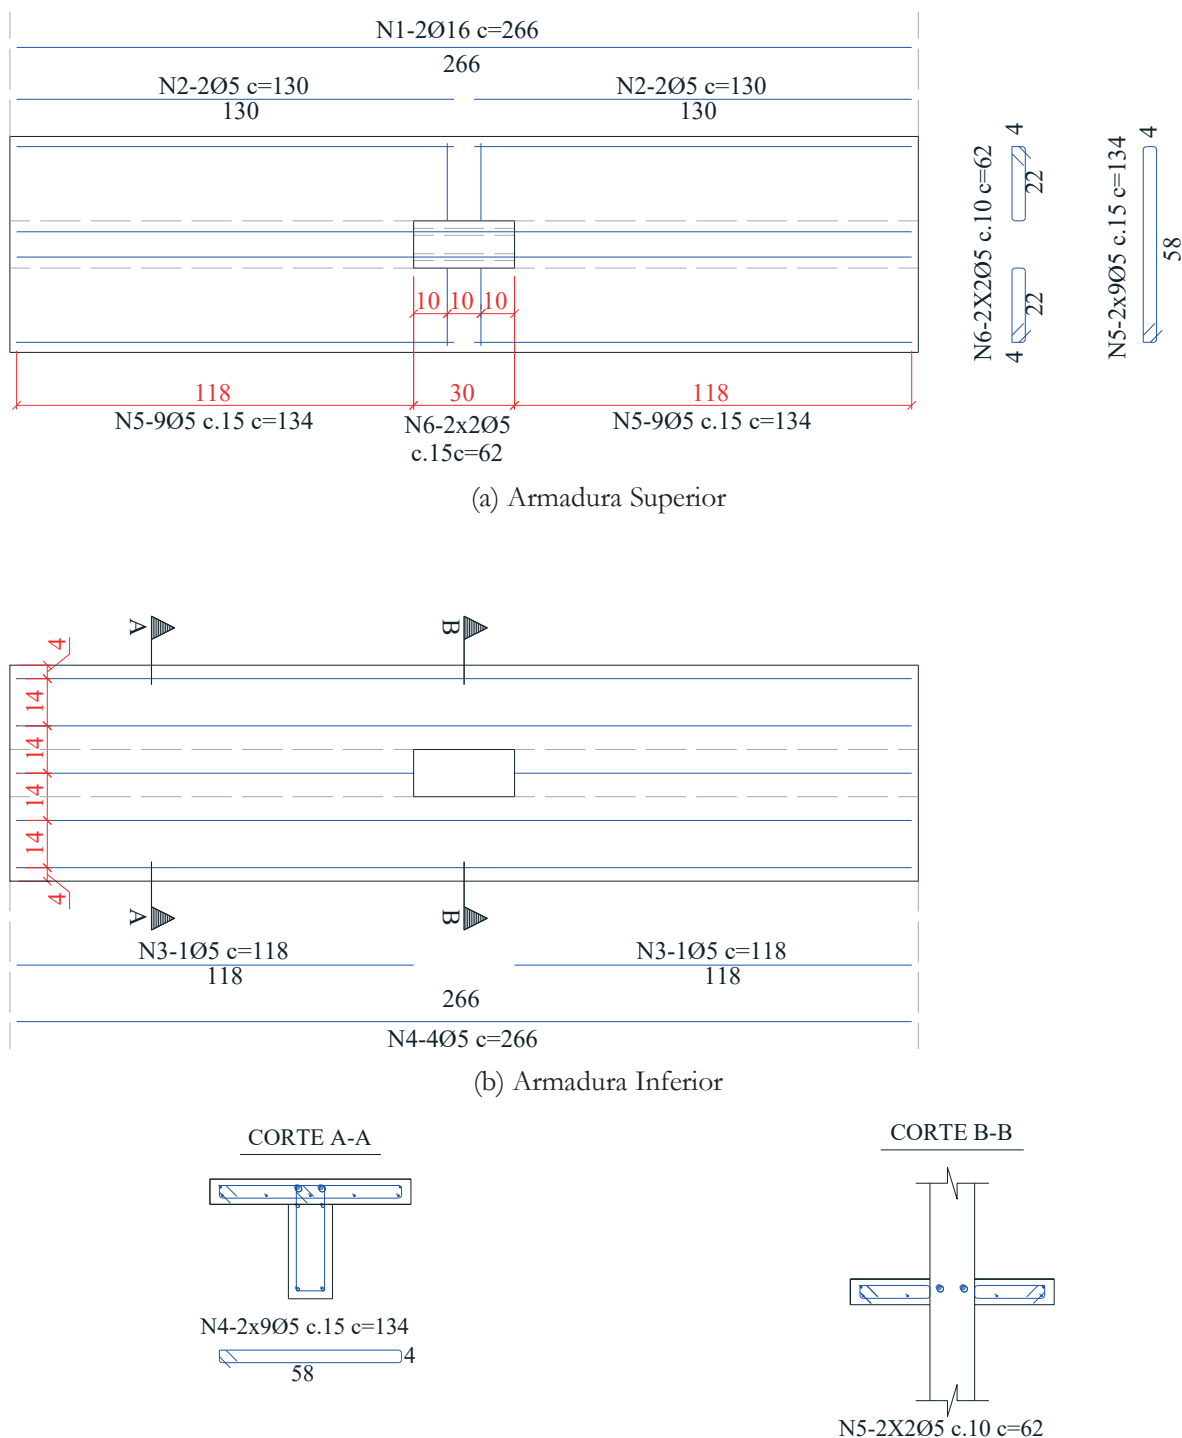 N1-2Ø16 c=266
266
N2-2Ø5 c=130
130
N2-2Ø5 c=130
130
10
10
10
118
30
118
N5-9Ø5 c.15 c=134
N6-2x2Ø5
c.15c=62
N5-9Ø5 c.15 c=134
N6-2X2Ø5 c.10 c=62
4
22
22
4
N5-2x9Ø5 c.15 c=134
4
58
(a) Armadura Superior
A
B
4
14
14
14
14
4
A
B
N3-1Ø5 c=118
118
N3-1Ø5 c=118
118
266
N4-4Ø5 c=266
(b) Armadura Inferior
CORTE A-A
N4-2x9Ø5 c.15 c=134
4
58
CORTE B-B
N5-2X2Ø5 c.10 c=62